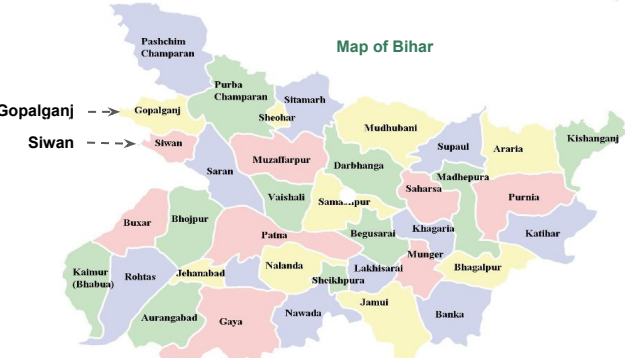 Map of Bihar
Pashchim
Champaran
Purba
Champaran
Gopalganj
Gopalganj
Sitamarh
Sheohar
Siwan
Siwan
Mudhubani
Supaul
Araria
Kishanganj
Muzaffarpur
Darbhanga
Saran
Madhepura
Saharsa
Purnia
Vaishali
Buxar
Bhojpur
Patna
Begusarai
Khagaria
Katihar
Munger
Kaimur
(Bhabua)
Rohtas
Jehanabad
Nalanda
Lakhisarai
Bhagalpur
Sheikhpura
Jamui
Aurangabad
Gaya
Nawada
Banka